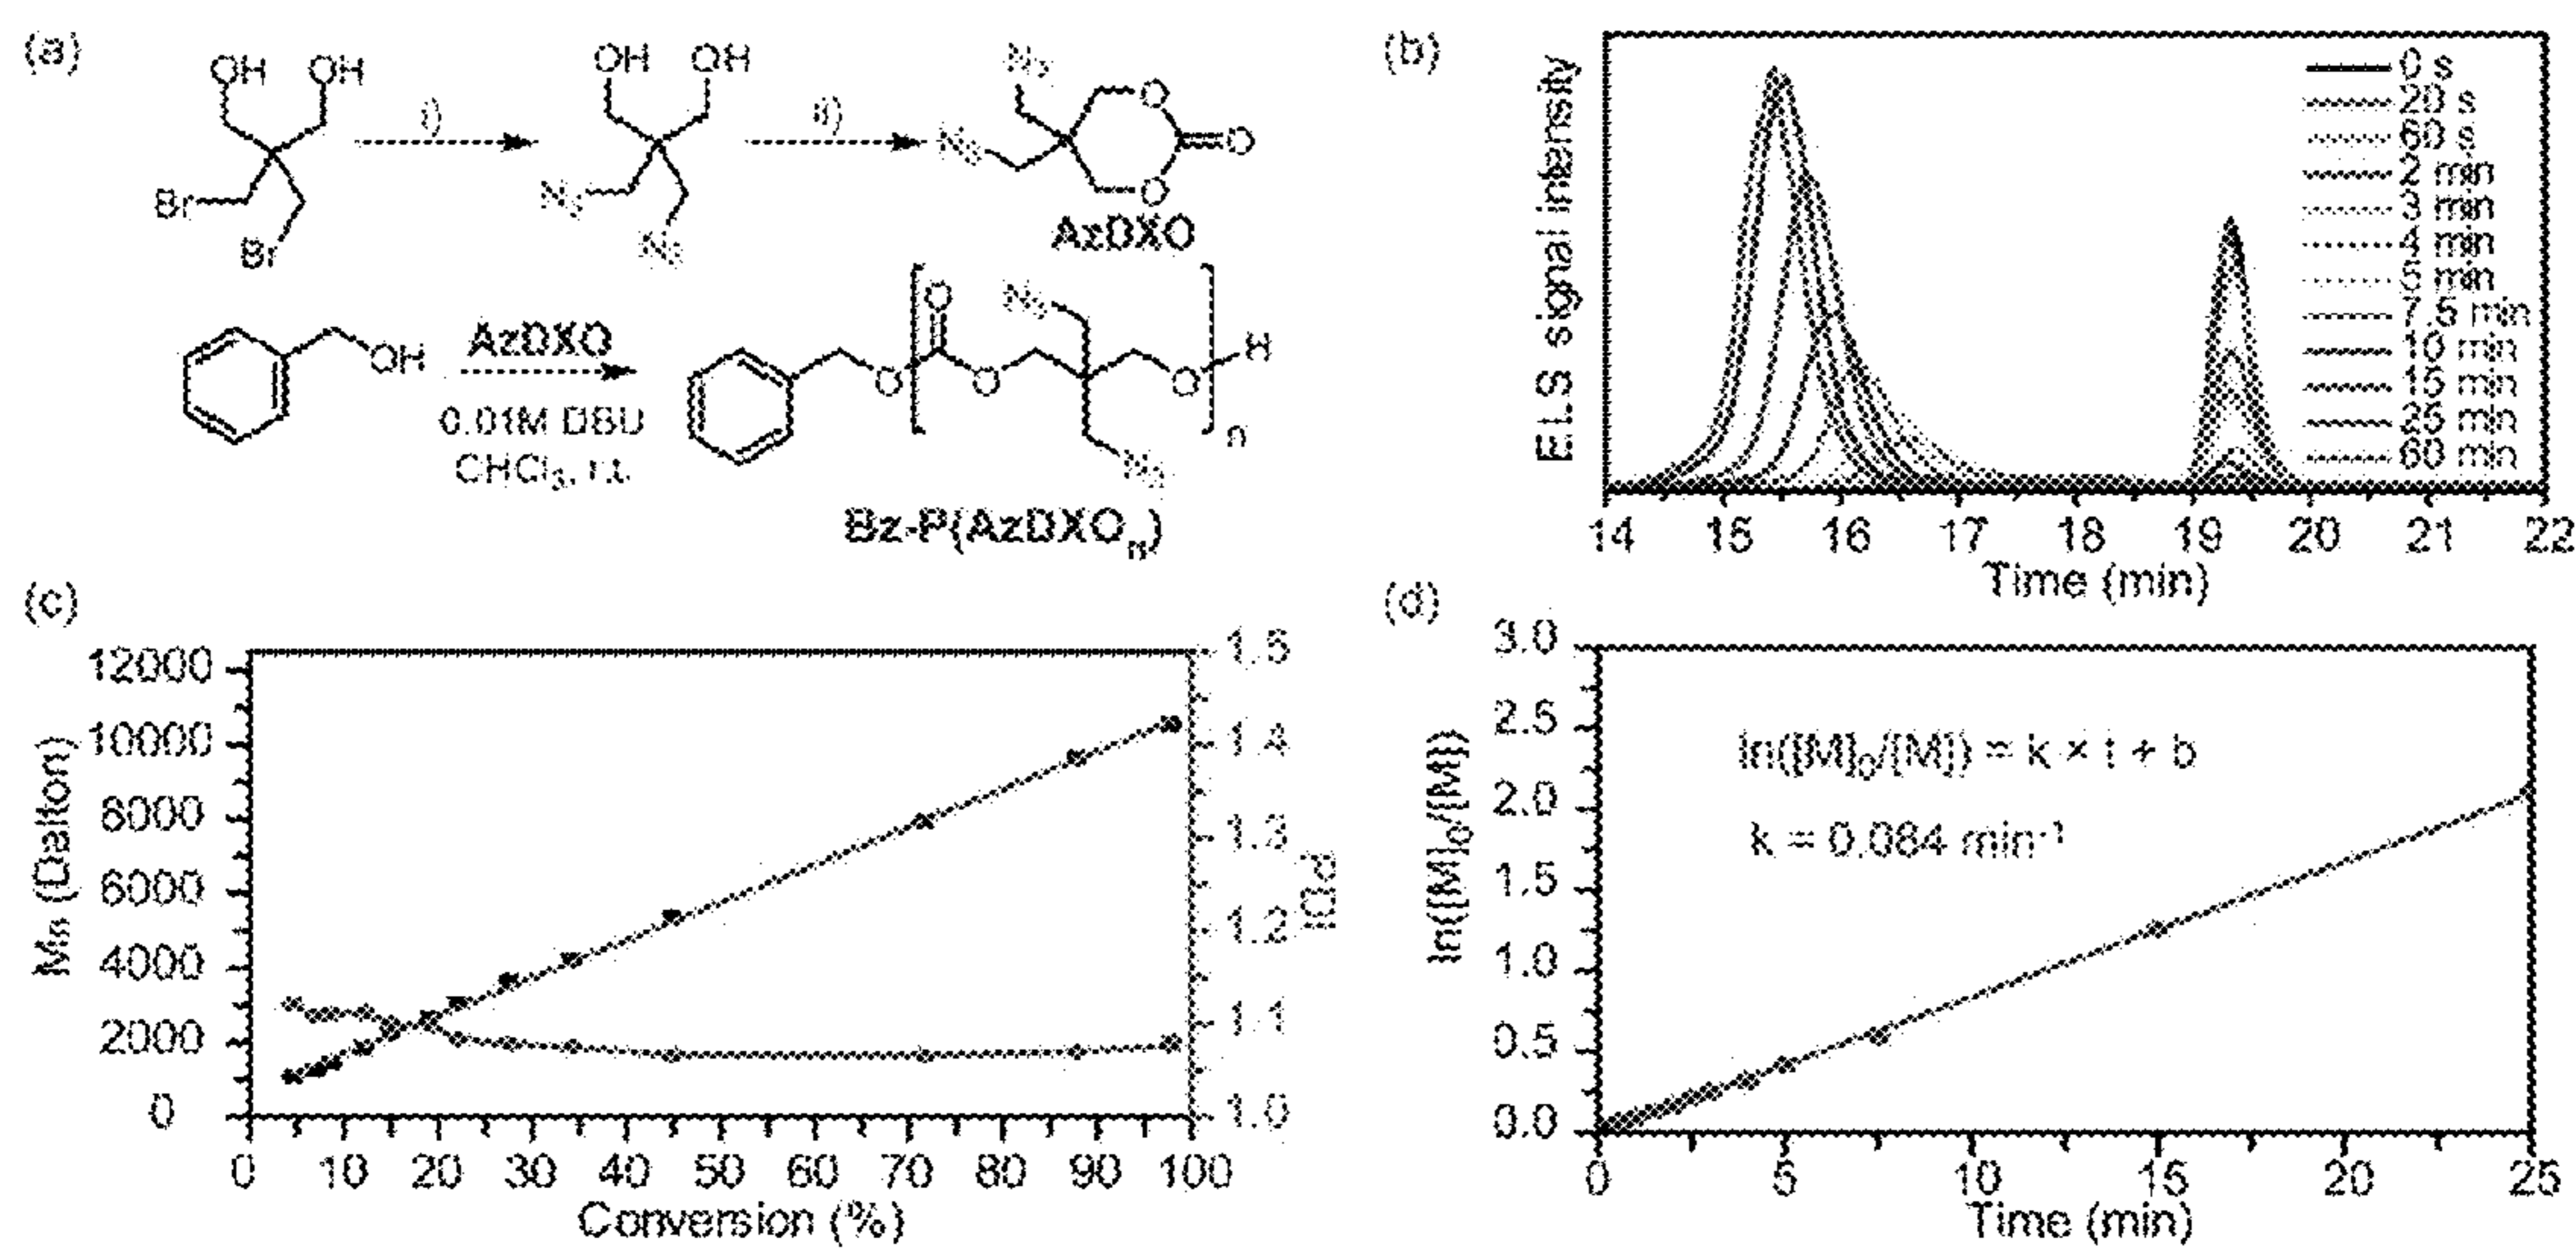 (a)
OH OH
Br
Br
i)
OH OH
N₃
N₃
ii)
N₃
N₃
O
O
O
AzDXO
OH
AzDXO
0.01M DBU
CHCl₃, r.t.
O
O
O
N₃
N₃
O
H
n
Bz-P(AzDXOₙ)
(b)
ELS signal intensity
0 s
20 s
60 s
2 min
3 min
4 min
5 min
7.5 min
10 min
15 min
25 min
60 min
14 15 16 17 18 19 20 21 22
Time (min)
(c)
Mn (Dalton)
12000
10000
8000
6000
4000
2000
0
1.5
1.4
1.3
1.2
1.1
1.0
PDI
0 10 20 30 40 50 60 70 80 90 100
Conversion (%)
(d)
ln([M]₀/[M])
3.0
2.5
2.0
1.5
1.0
0.5
0.0
ln([M]₀/[M]) = k × t + b
k = 0.084 min⁻¹
0 5 10 15 20 25
Time (min)